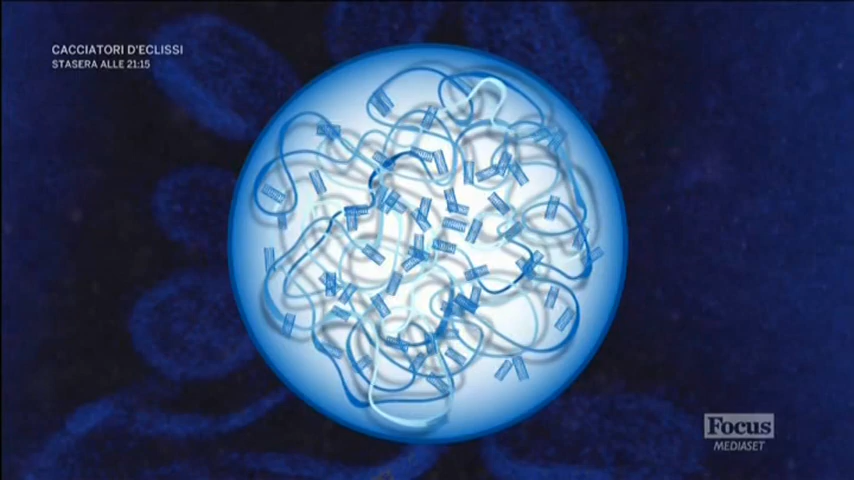 CACCIATORI D'ECLISSI
STASERA ALLE 21:15
Focus
MEDIASET